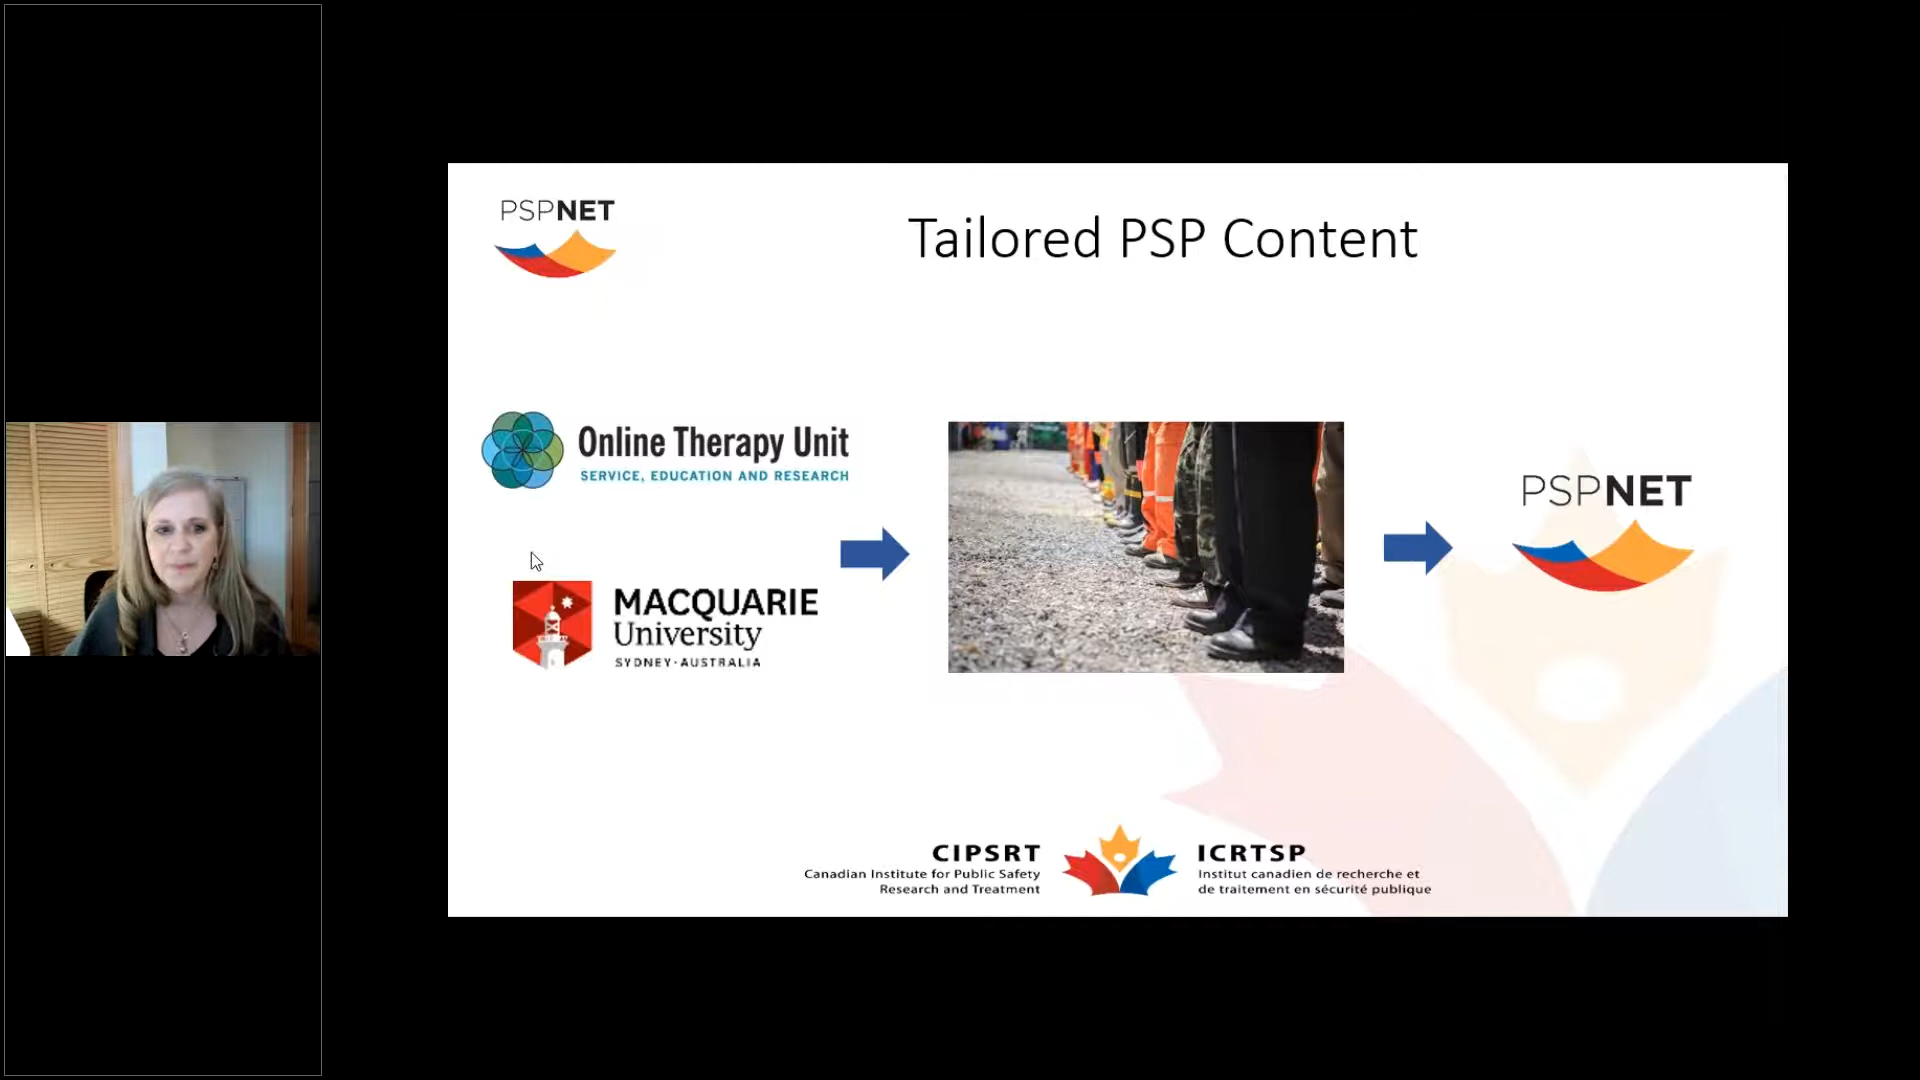 PSPNET
Tailored PSP Content
Online Therapy Unit
SERVICE, EDUCATION AND RESEARCH
MACQUARIE
University
SYDNEY·AUSTRALIA
PSPNET
CIPSRT
Canadian Institute for Public Safety
Research and Treatment
ICRTSP
Institut canadien de recherche et
de traitement en sécurité publique